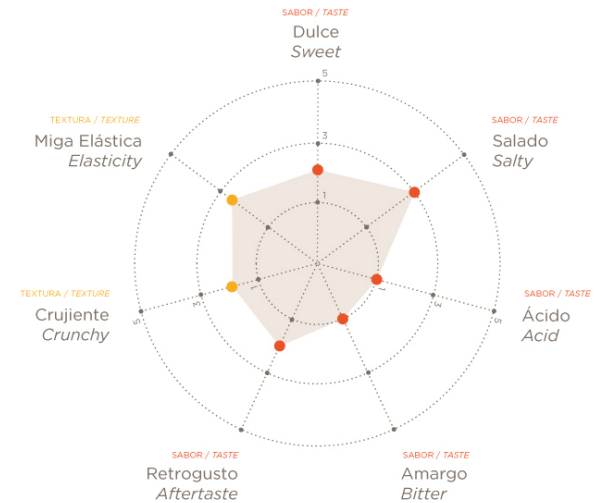 SABOR / TASTE
Dulce
Sweet
5
3
1
TEXTURA / TEXTURE
Miga Elástica
Elasticity
SABOR / TASTE
Salado
Salty
TEXTURA / TEXTURE
Crujiente
Crunchy
5
3
1
1
3
5
SABOR / TASTE
Ácido
Acid
SABOR / TASTE
Retrogusto
Aftertaste
SABOR / TASTE
Amargo
Bitter